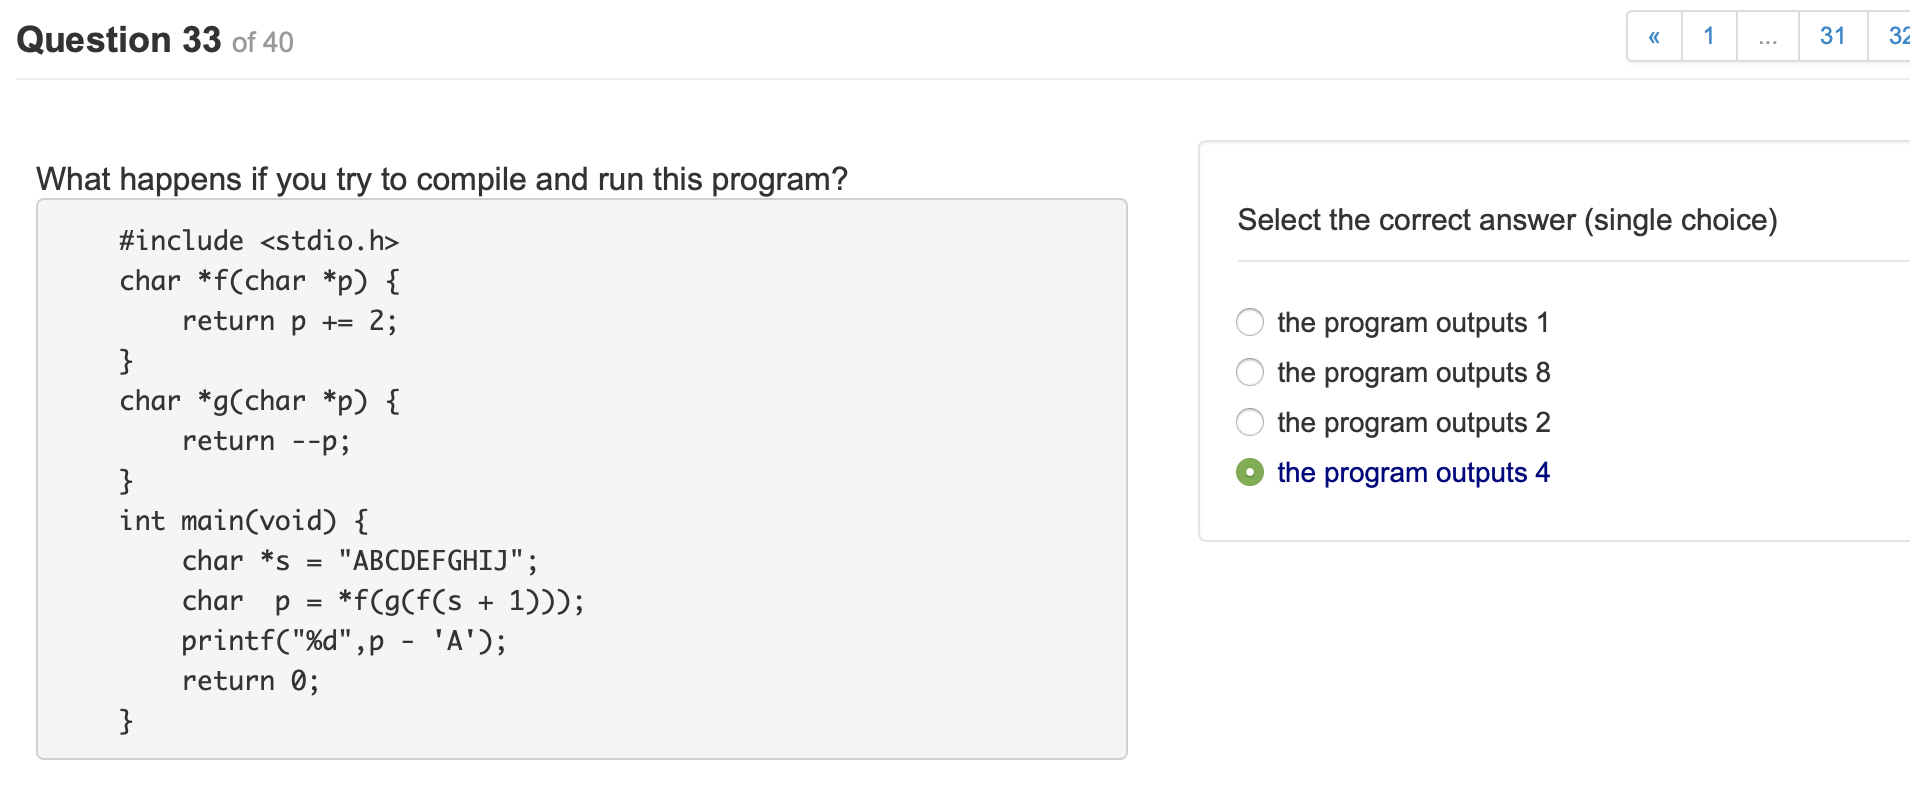 Question 33 of 40
« 1 ... 31 32
What happens if you try to compile and run this program?
#include <stdio.h>
char *f(char *p) {
    return p += 2;
}
char *g(char *p) {
    return --p;
}
int main(void) {
    char *s = "ABCDEFGHIJ";
    char  p = *f(g(f(s + 1)));
    printf("%d",p - 'A');
    return 0;
}
Select the correct answer (single choice)
the program outputs 1
the program outputs 8
the program outputs 2
the program outputs 4